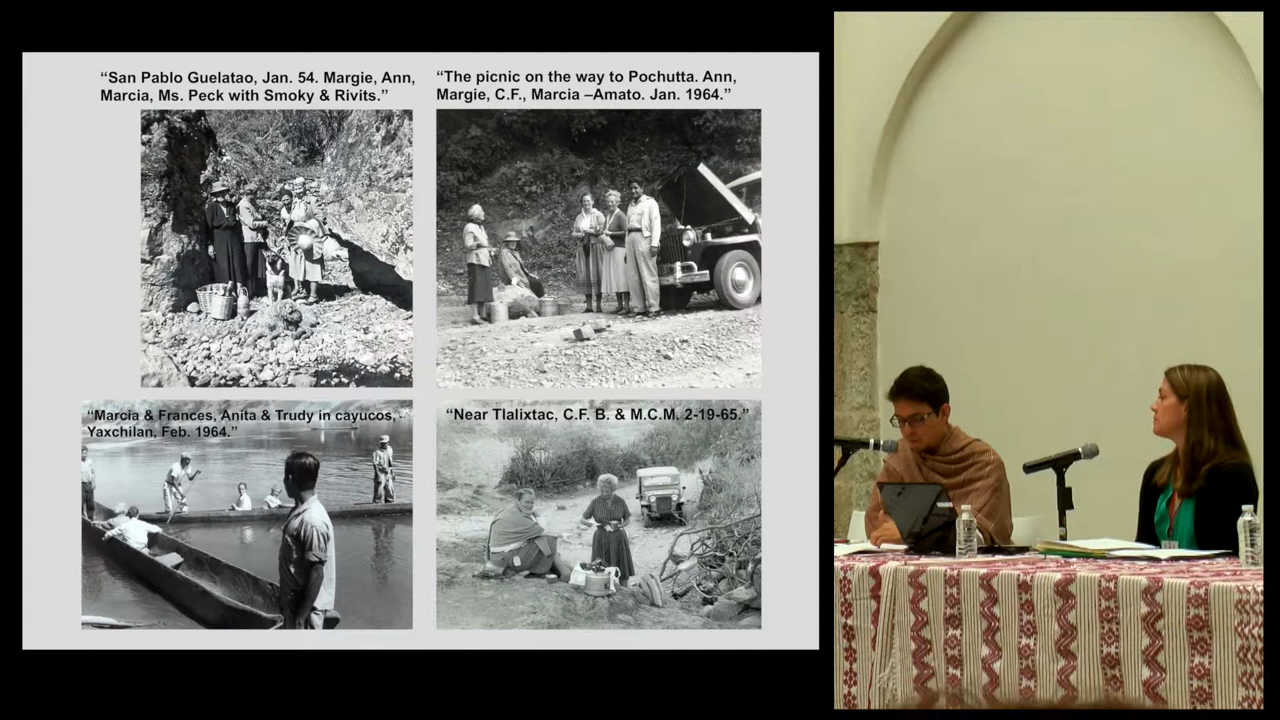 “San Pablo Guelatao, Jan. 54. Margie, Ann,
Marcia, Ms. Peck with Smoky & Rivits.”
“The picnic on the way to Pochutta. Ann,
Margie, C.F., Marcia –Amato. Jan. 1964.”
“Marcia & Frances, Anita & Trudy in cayucos,
Yaxchilan, Feb. 1964.”
“Near Tlalixtac, C.F. B. & M.C.M. 2-19-65.”